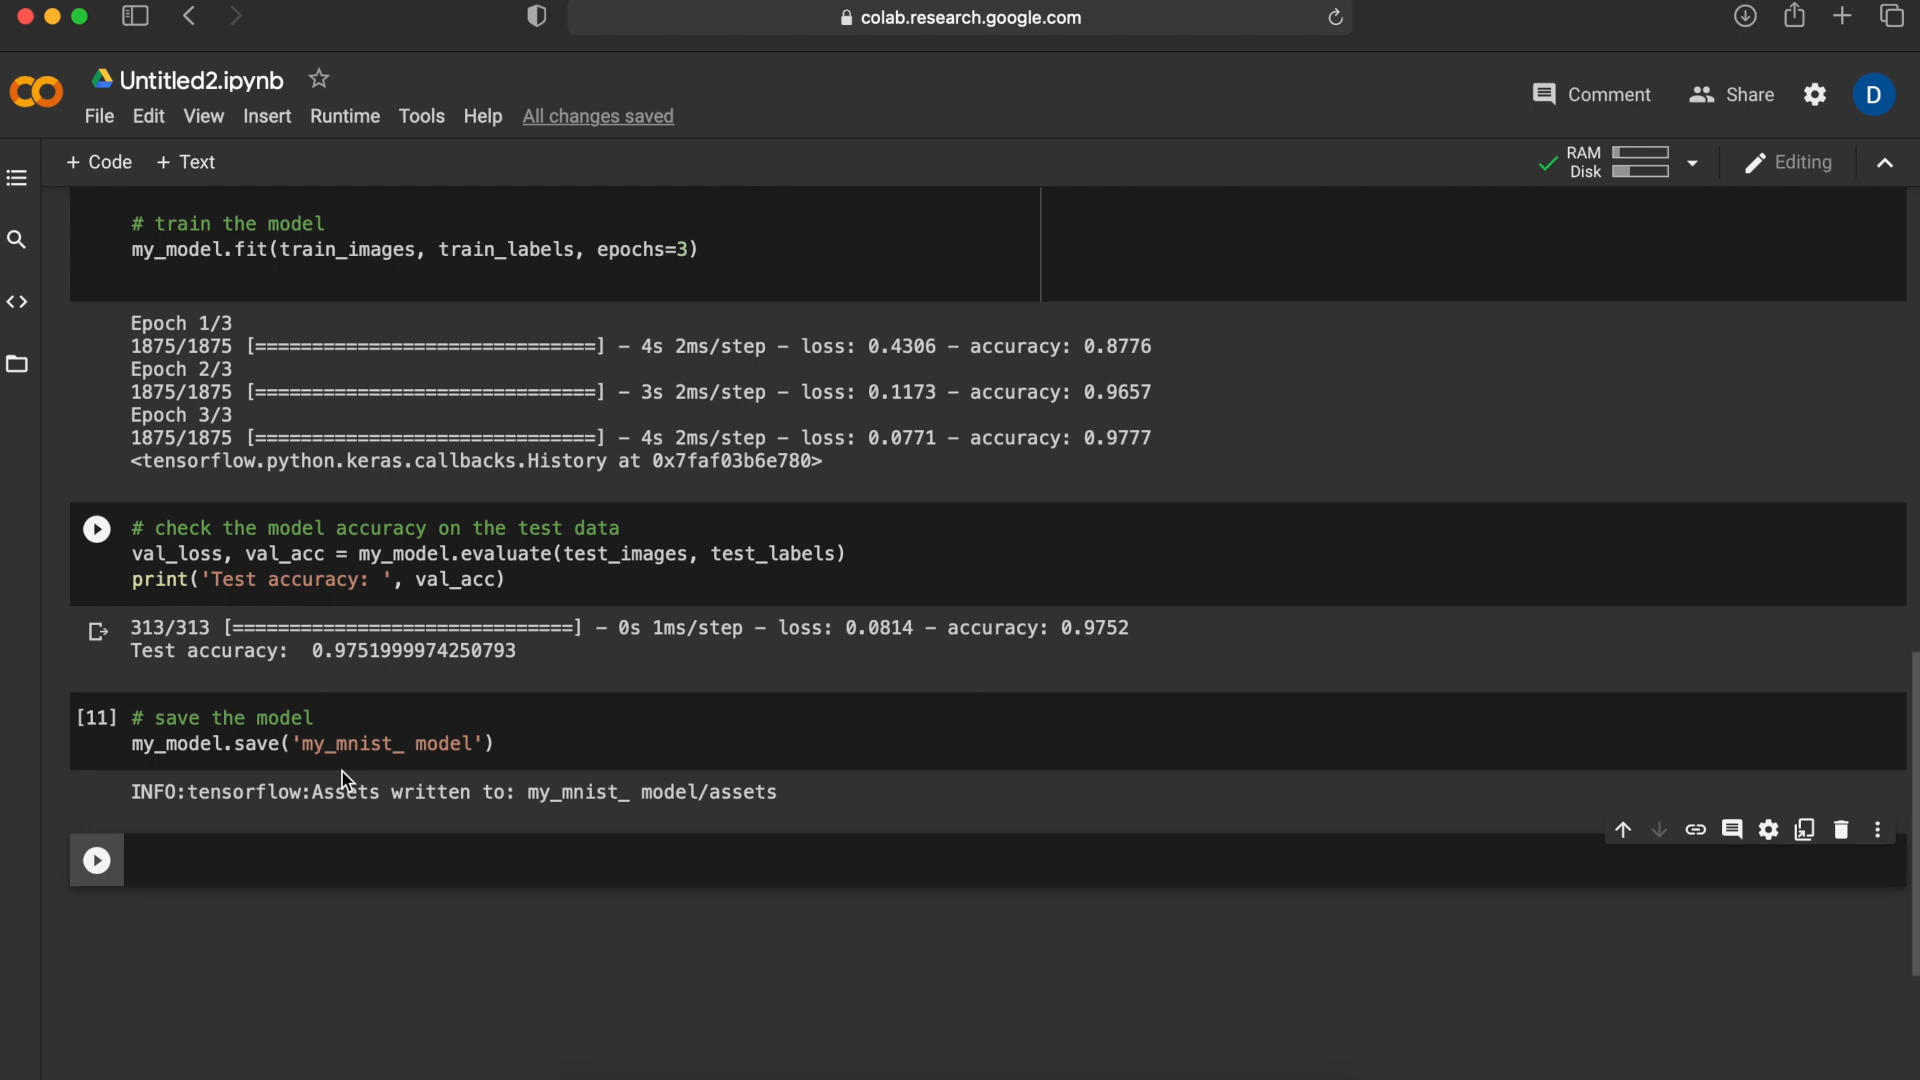 colab.research.google.com
Untitled2.ipynb
File Edit View Insert Runtime Tools Help All changes saved
Comment Share D
+ Code + Text
RAM
Disk
Editing
# train the model
my_model.fit(train_images, train_labels, epochs=3)
Epoch 1/3
1875/1875 [==============================] - 4s 2ms/step - loss: 0.4306 - accuracy: 0.8776
Epoch 2/3
1875/1875 [==============================] - 3s 2ms/step - loss: 0.1173 - accuracy: 0.9657
Epoch 3/3
1875/1875 [==============================] - 4s 2ms/step - loss: 0.0771 - accuracy: 0.9777
<tensorflow.python.keras.callbacks.History at 0x7faf03b6e780>
# check the model accuracy on the test data
val_loss, val_acc = my_model.evaluate(test_images, test_labels)
print('Test accuracy: ', val_acc)
313/313 [==============================] - 0s 1ms/step - loss: 0.0814 - accuracy: 0.9752
Test accuracy:  0.9751999974250793
[11] # save the model
my_model.save('my_mnist_ model')
INFO:tensorflow:Assets written to: my_mnist_ model/assets